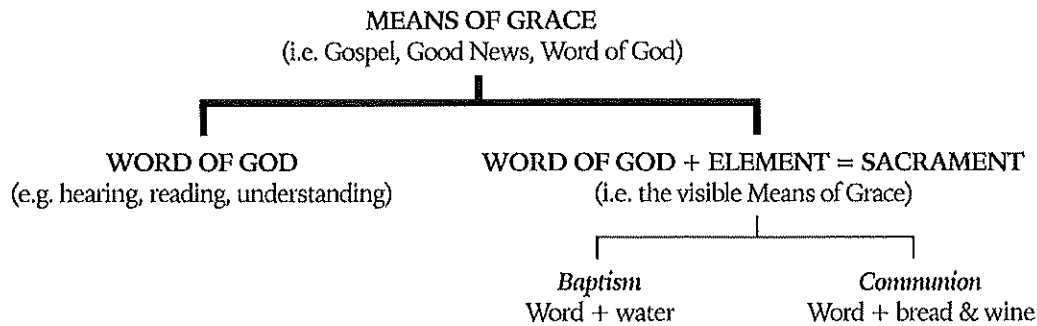 MEANS OF GRACE
(i.e. Gospel, Good News, Word of God)
WORD OF GOD
(e.g. hearing, reading, understanding)
WORD OF GOD + ELEMENT = SACRAMENT
(i.e. the visible Means of Grace)
Baptism
Word + water
Communion
Word + bread & wine